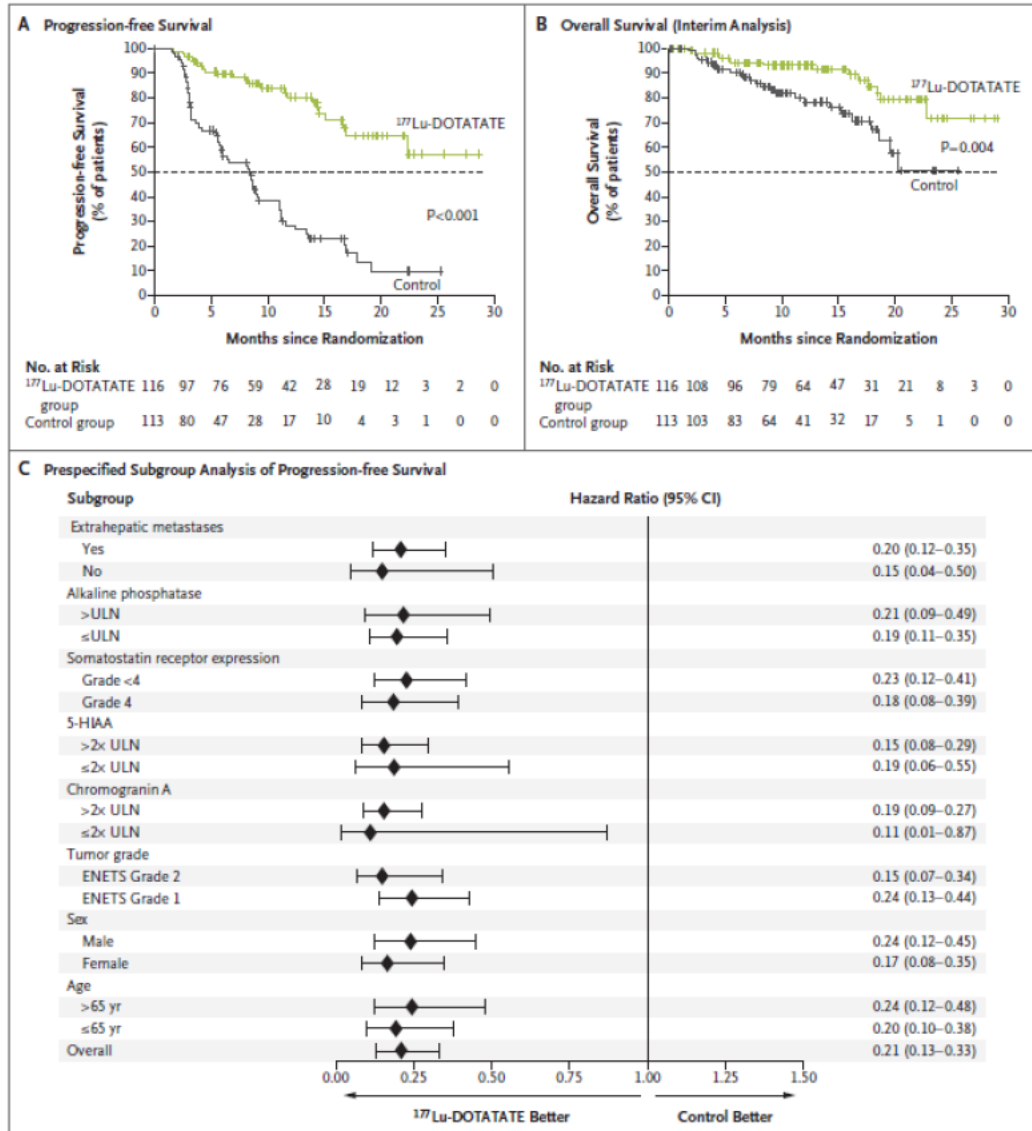 A Progression-free Survival
100
90
80
70
60
50
40
30
20
10
0
Progression-free Survival
(% of patients)
177Lu-DOTATATE
P<0.001
Control
0 5 10 15 20 25 30
Months since Randomization
No. at Risk
177Lu-DOTATATE 116 97 76 59 42 28 19 12 3 2 0
group
Control group 113 80 47 28 17 10 4 3 1 0 0
B Overall Survival (Interim Analysis)
100
90
80
70
60
50
40
30
20
10
0
Overall Survival
(% of patients)
177Lu-DOTATATE
P=0.004
Control
0 5 10 15 20 25 30
Months since Randomization
No. at Risk
177Lu-DOTATATE 116 108 96 79 64 47 31 21 8 3 0
group
Control group 113 103 83 64 41 32 17 5 1 0 0
C Prespecified Subgroup Analysis of Progression-free Survival
Subgroup Hazard Ratio (95% CI)
Extrahepatic metastases
Yes 0.20 (0.12–0.35)
No 0.15 (0.04–0.50)
Alkaline phosphatase
>ULN 0.21 (0.09–0.49)
≤ULN 0.19 (0.11–0.35)
Somatostatin receptor expression
Grade <4 0.23 (0.12–0.41)
Grade 4 0.18 (0.08–0.39)
5-HIAA
>2× ULN 0.15 (0.08–0.29)
≤2× ULN 0.19 (0.06–0.55)
Chromogranin A
>2× ULN 0.19 (0.09–0.27)
≤2× ULN 0.11 (0.01–0.87)
Tumor grade
ENETS Grade 2 0.15 (0.07–0.34)
ENETS Grade 1 0.24 (0.13–0.44)
Sex
Male 0.24 (0.12–0.45)
Female 0.17 (0.08–0.35)
Age
>65 yr 0.24 (0.12–0.48)
≤65 yr 0.20 (0.10–0.38)
Overall 0.21 (0.13–0.33)
0.00 0.25 0.50 0.75 1.00 1.25 1.50
177Lu-DOTATATE Better Control Better